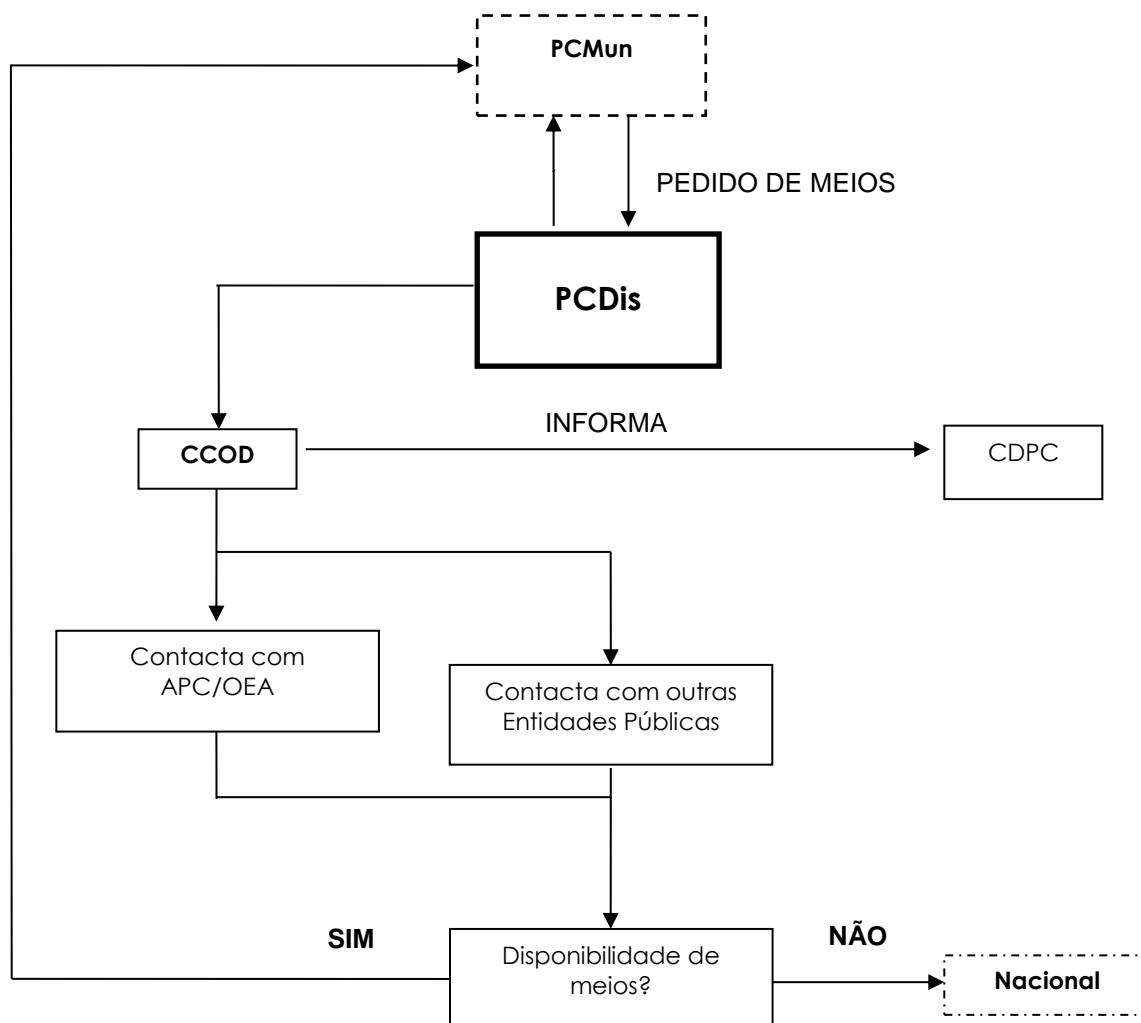 PCMun
PEDIDO DE MEIOS
PCDis
INFORMA
CCOD
CDPC
Contacta com
APC/OEA
Contacta com outras
Entidades Públicas
SIM
NÃO
Disponibilidade de
meios?
Nacional